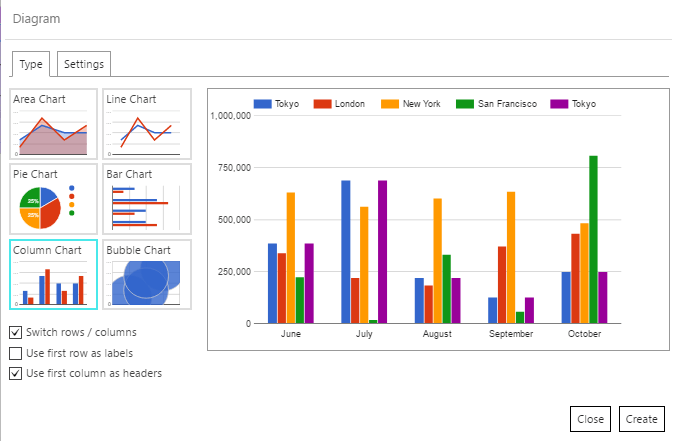 Diagram
Type Settings
Area Chart Line Chart
Pie Chart Bar Chart
25%
25%
Column Chart Bubble Chart
Switch rows / columns
Use first row as labels
Use first column as headers
Tokyo London New York San Francisco Tokyo
1,000,000
750,000
500,000
250,000
0
June July August September October
Close Create